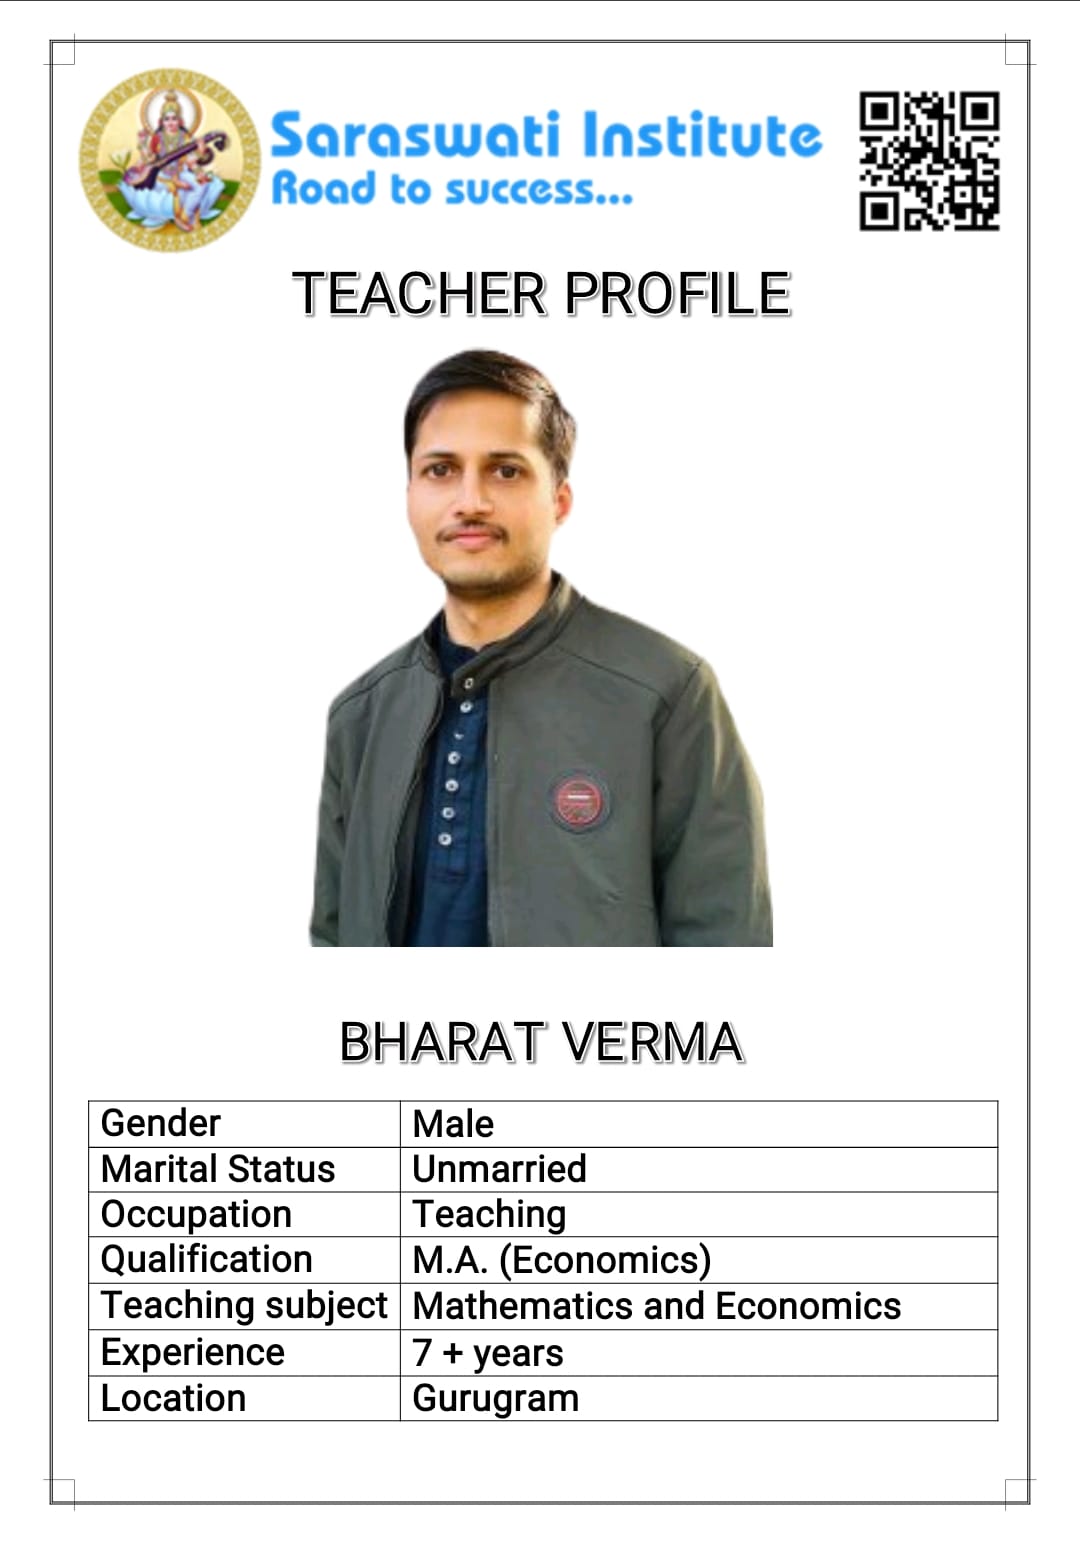 Saraswati Institute
Road to success...
TEACHER PROFILE
BHARAT VERMA
Gender Male
Marital Status Unmarried
Occupation Teaching
Qualification M.A. (Economics)
Teaching subject Mathematics and Economics
Experience 7 + years
Location Gurugram